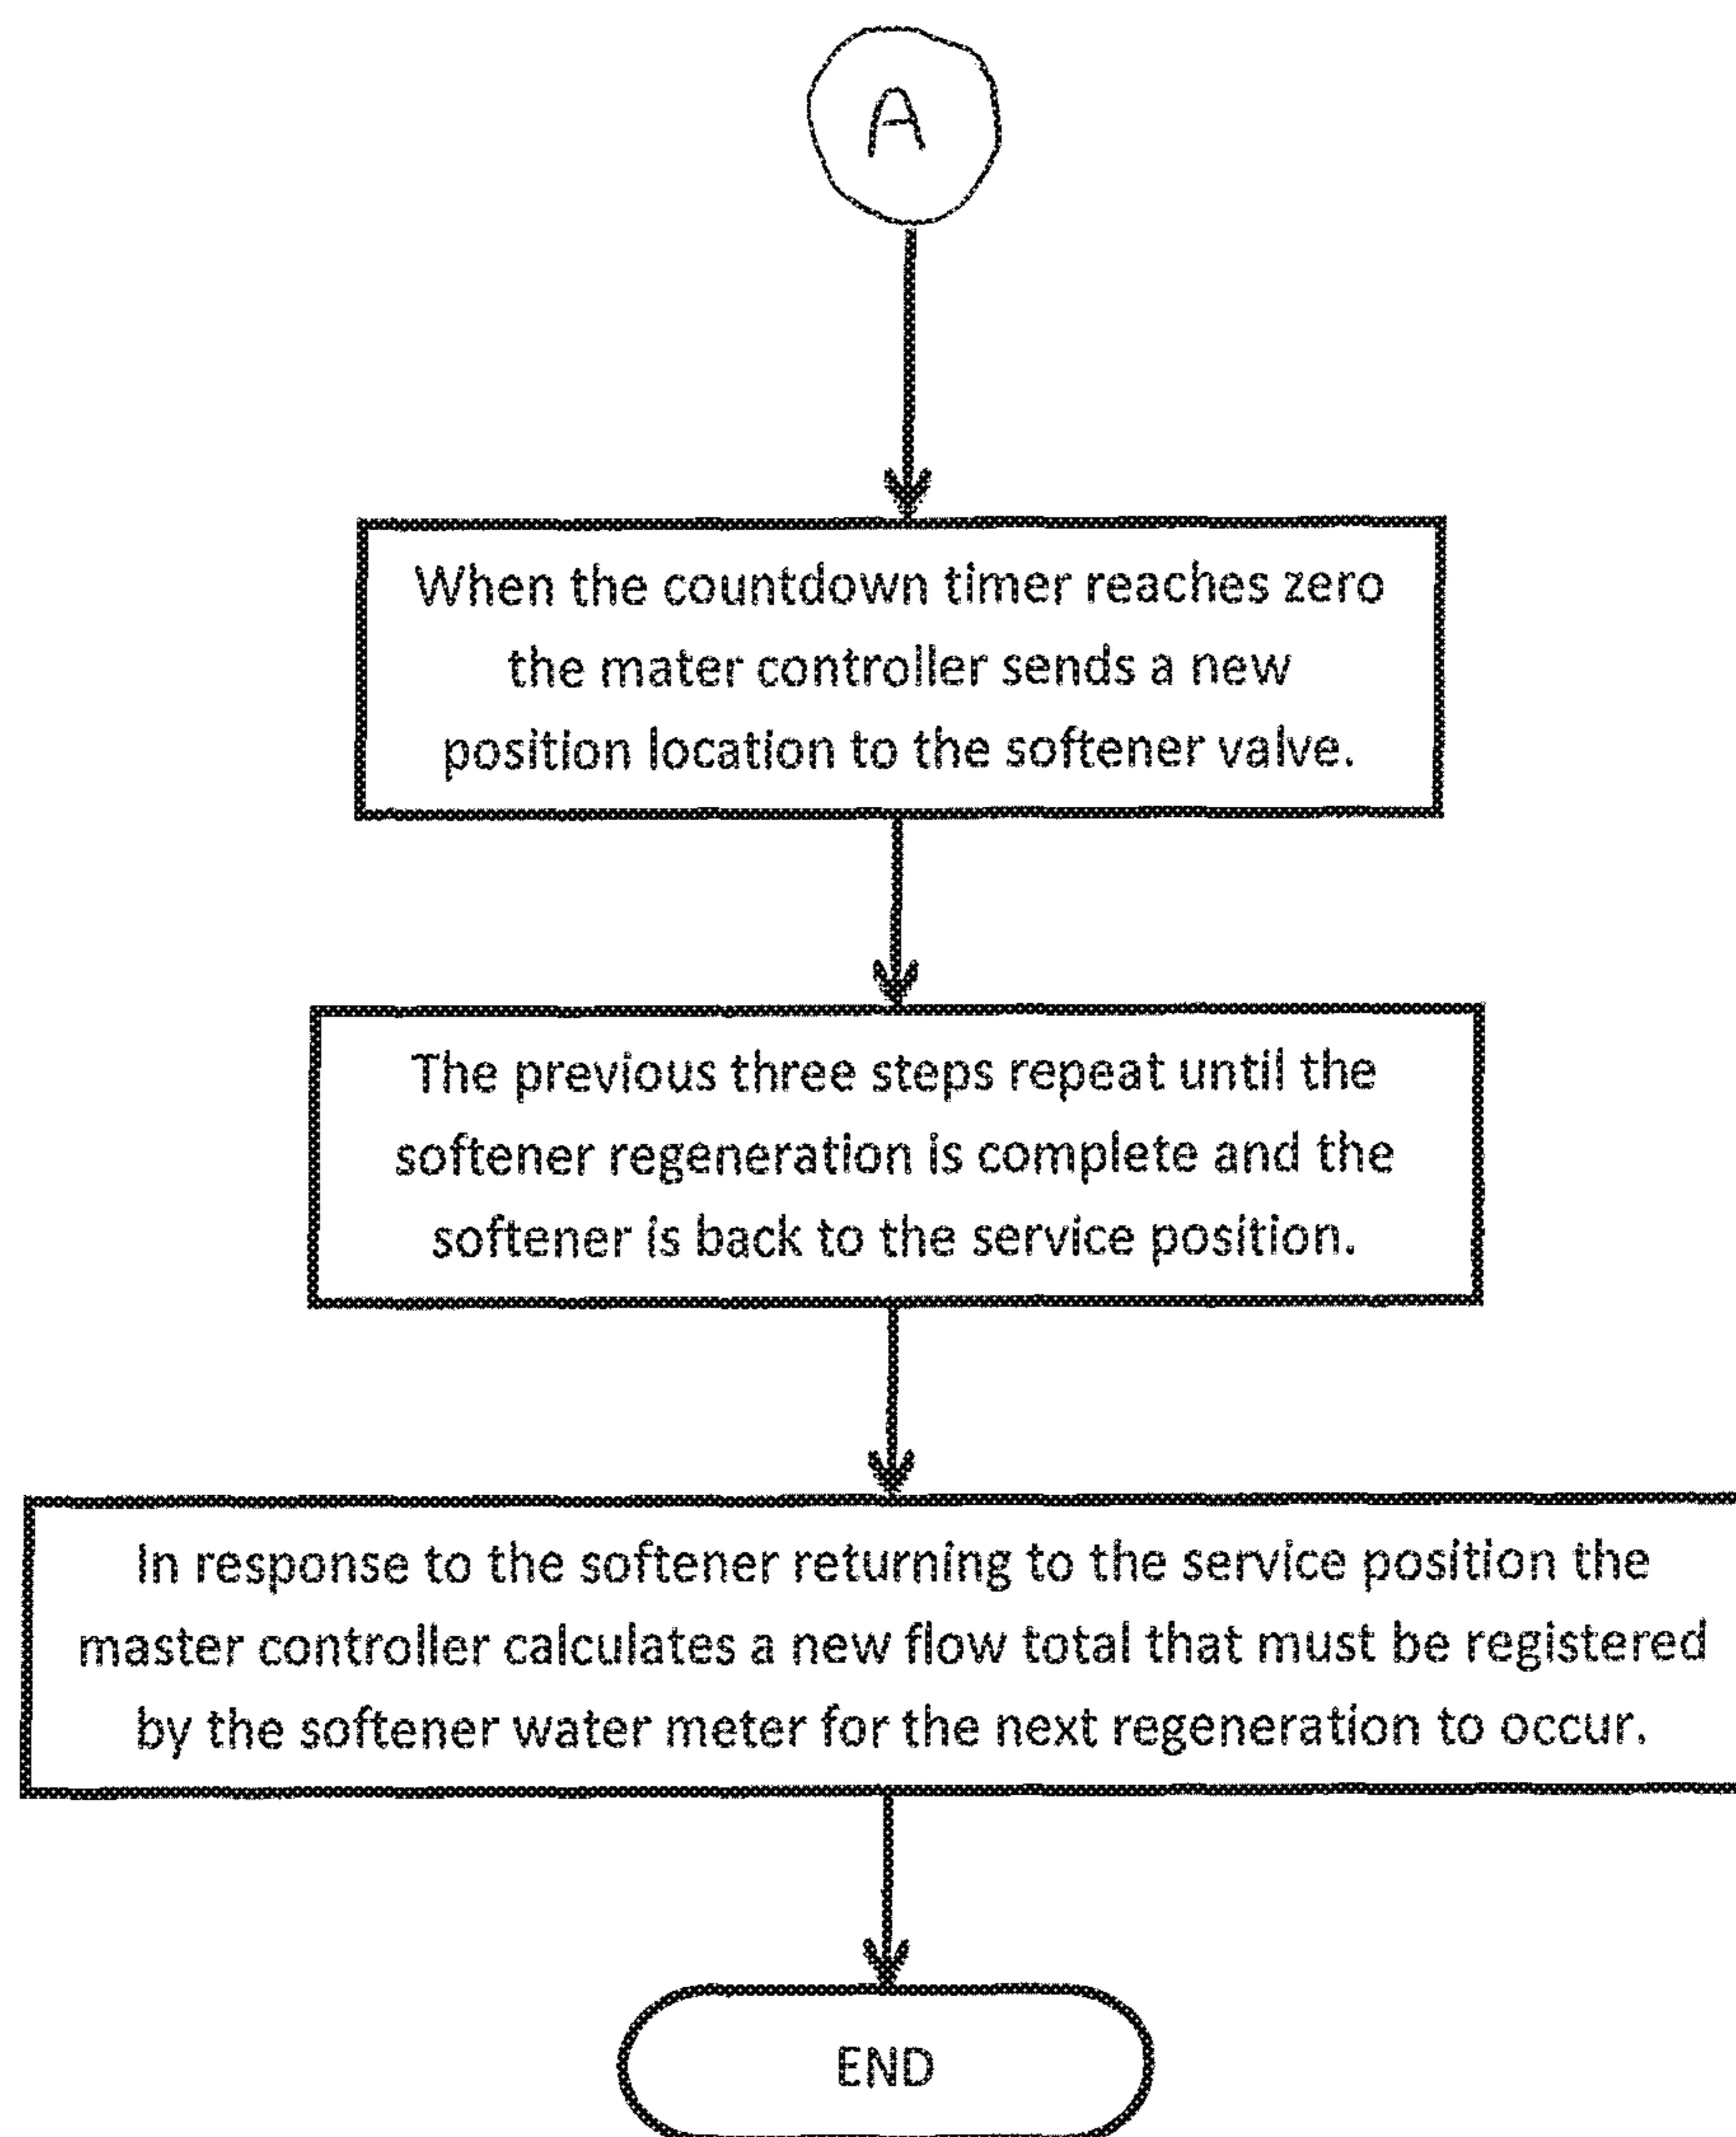 A
When the countdown timer reaches zero
the mater controller sends a new
position location to the softener valve.
The previous three steps repeat until the
softener regeneration is complete and the
softener is back to the service position.
In response to the softener returning to the service position the
master controller calculates a new flow total that must be registered
by the softener water meter for the next regeneration to occur.
END